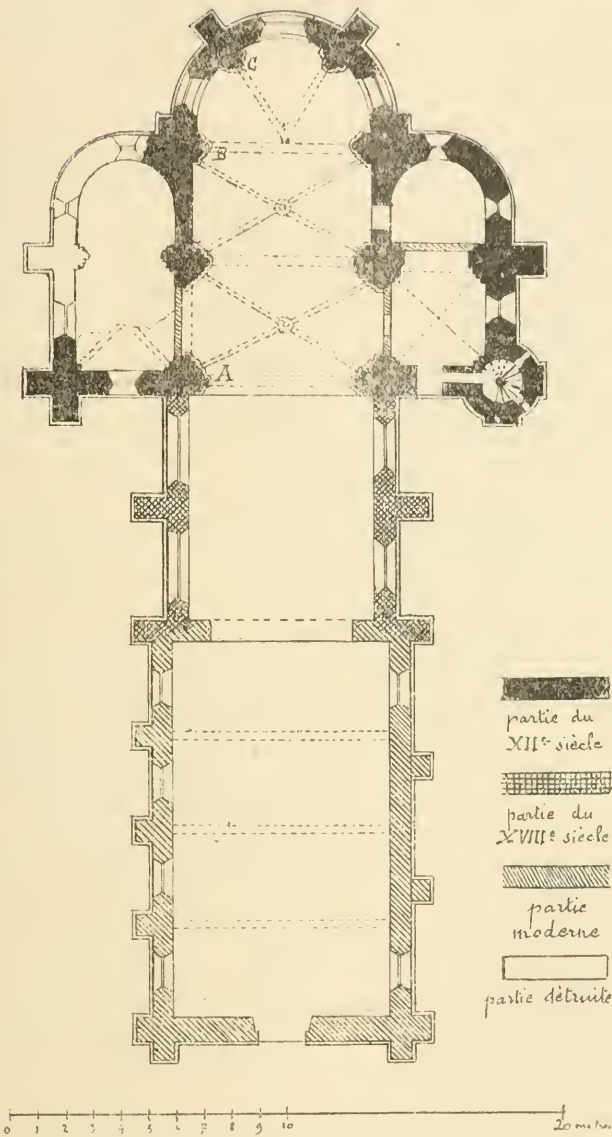 C
B
A
partie du
XIIe siècle
partie du
XVIIIe siècle
partie
moderne
partie détruite
0 1 2 3 4 5 6 7 8 9 10 20 metres